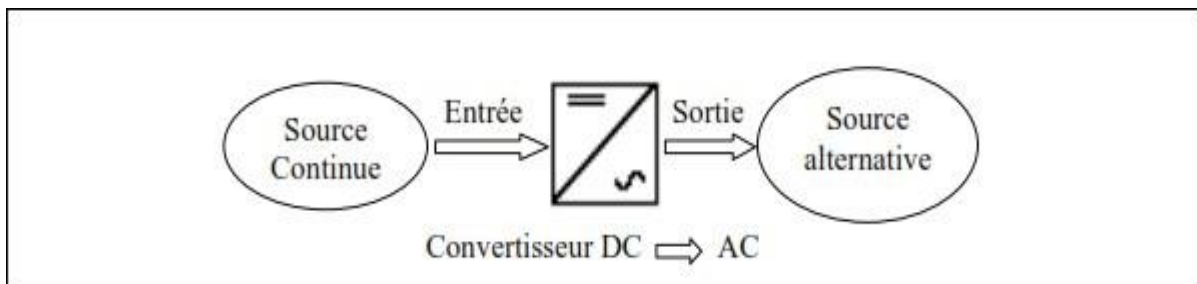 Source
Continue
Entrée
Sortie
Source
alternative
Convertisseur DC ⇨ AC